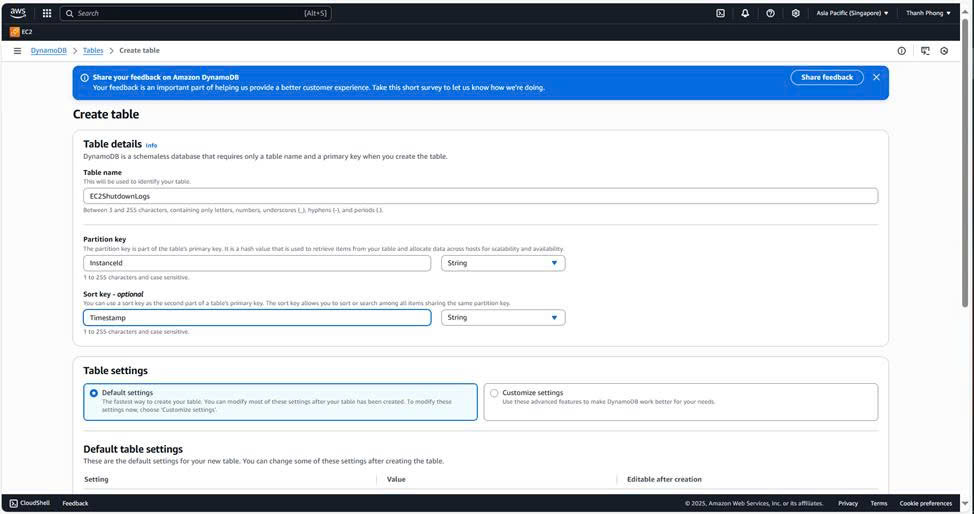 aws
Search [Alt+S] Asia Pacific (Singapore) Thanh Phong
EC2
DynamoDB > Tables > Create table
Share your feedback on Amazon DynamoDB
Your feedback is an important part of helping us provide a better customer experience. Take this short survey to let us know how we're doing.
Share feedback
Create table
Table details Info
DynamoDB is a schemaless database that requires only a table name and a primary key when you create the table.
Table name
This will be used to identify your table.
EC2ShutdownLogs
Between 3 and 255 characters, containing only letters, numbers, underscores (_), hyphens (-), and periods (.).
Partition key
The partition key is part of the table's primary key. It is a hash value that is used to retrieve items from your table and allocate data across hosts for scalability and availability.
InstanceId String
1 to 255 characters and case sensitive.
Sort key - optional
You can use a sort key as the second part of a table's primary key. The sort key allows you to sort or search among all items sharing the same partition key.
Timestamp String
1 to 255 characters and case sensitive.
Table settings
Default settings
The fastest way to create your table. You can modify most of these settings after your table has been created. To modify these
settings now, choose 'Customize settings'.
Customize settings
Use these advanced features to make DynamoDB work better for your needs.
Default table settings
These are the default settings for your new table. You can change some of these settings after creating the table.
Setting Value Editable after creation
CloudShell Feedback © 2025, Amazon Web Services, Inc. or its affiliates. Privacy Terms Cookie preferences